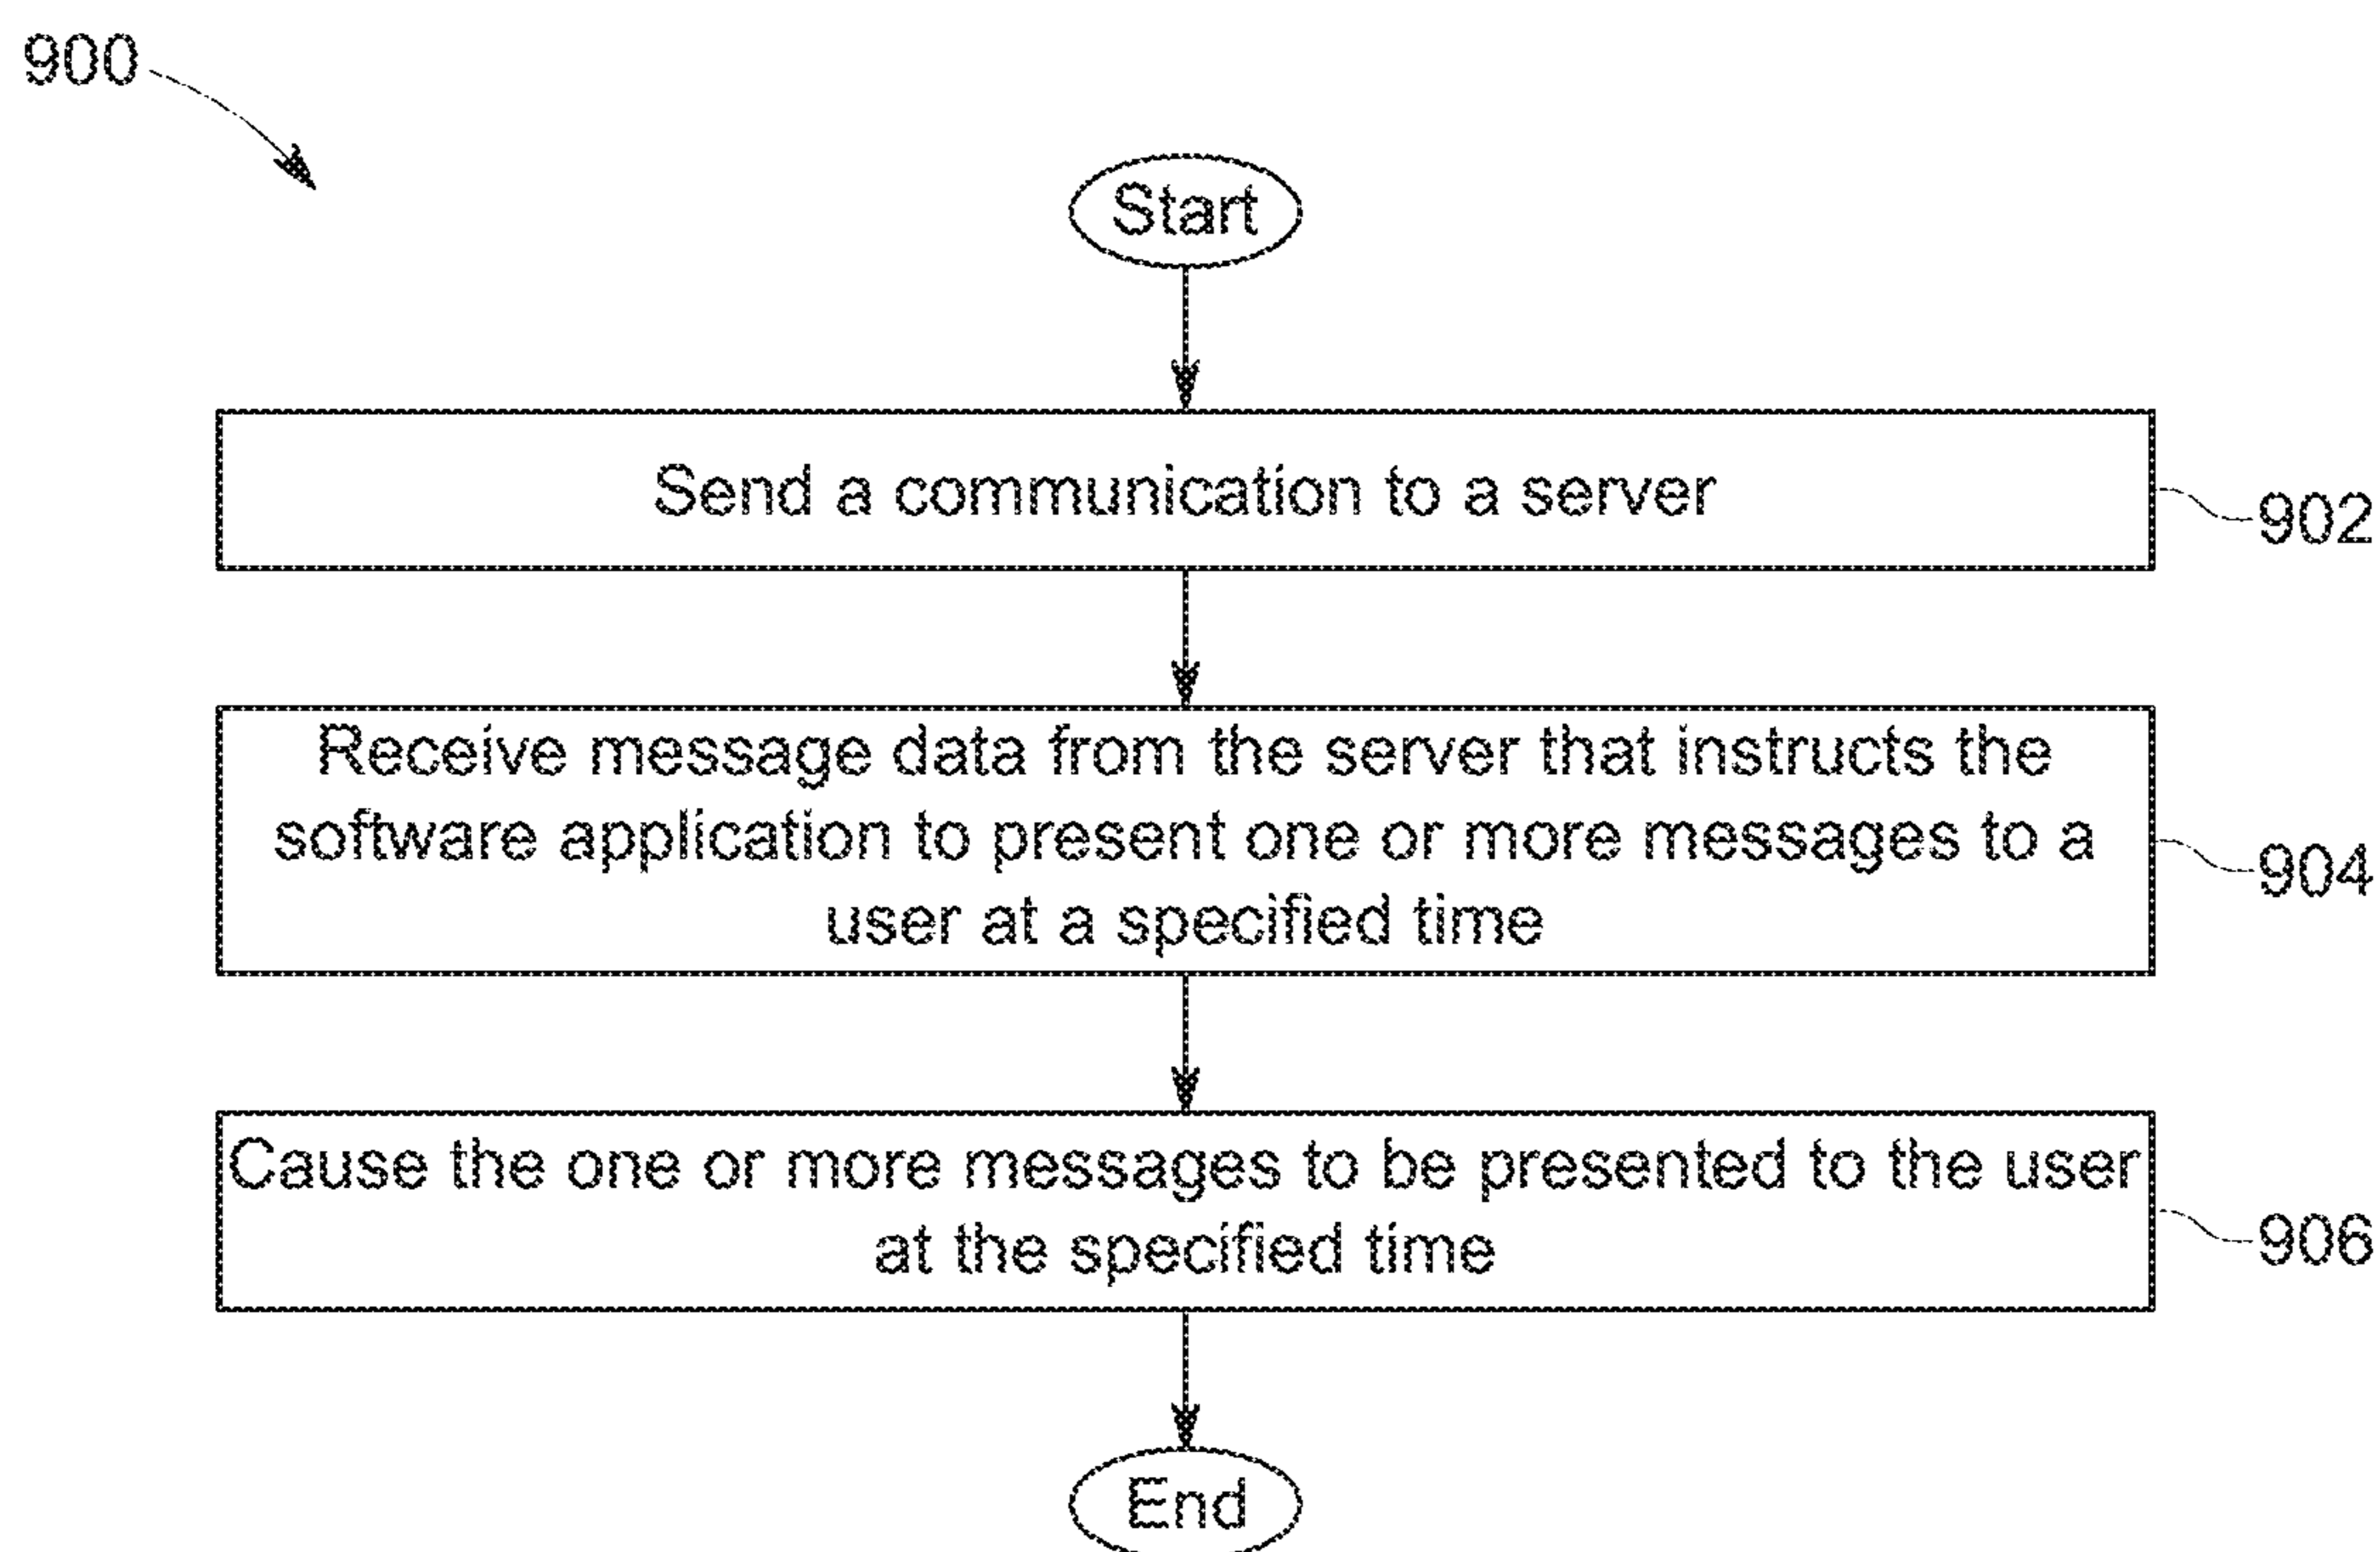 900
Start
Send a communication to a server
902
Receive message data from the server that instructs the
software application to present one or more messages to a
user at a specified time
904
Cause the one or more messages to be presented to the user
at the specified time
906
End